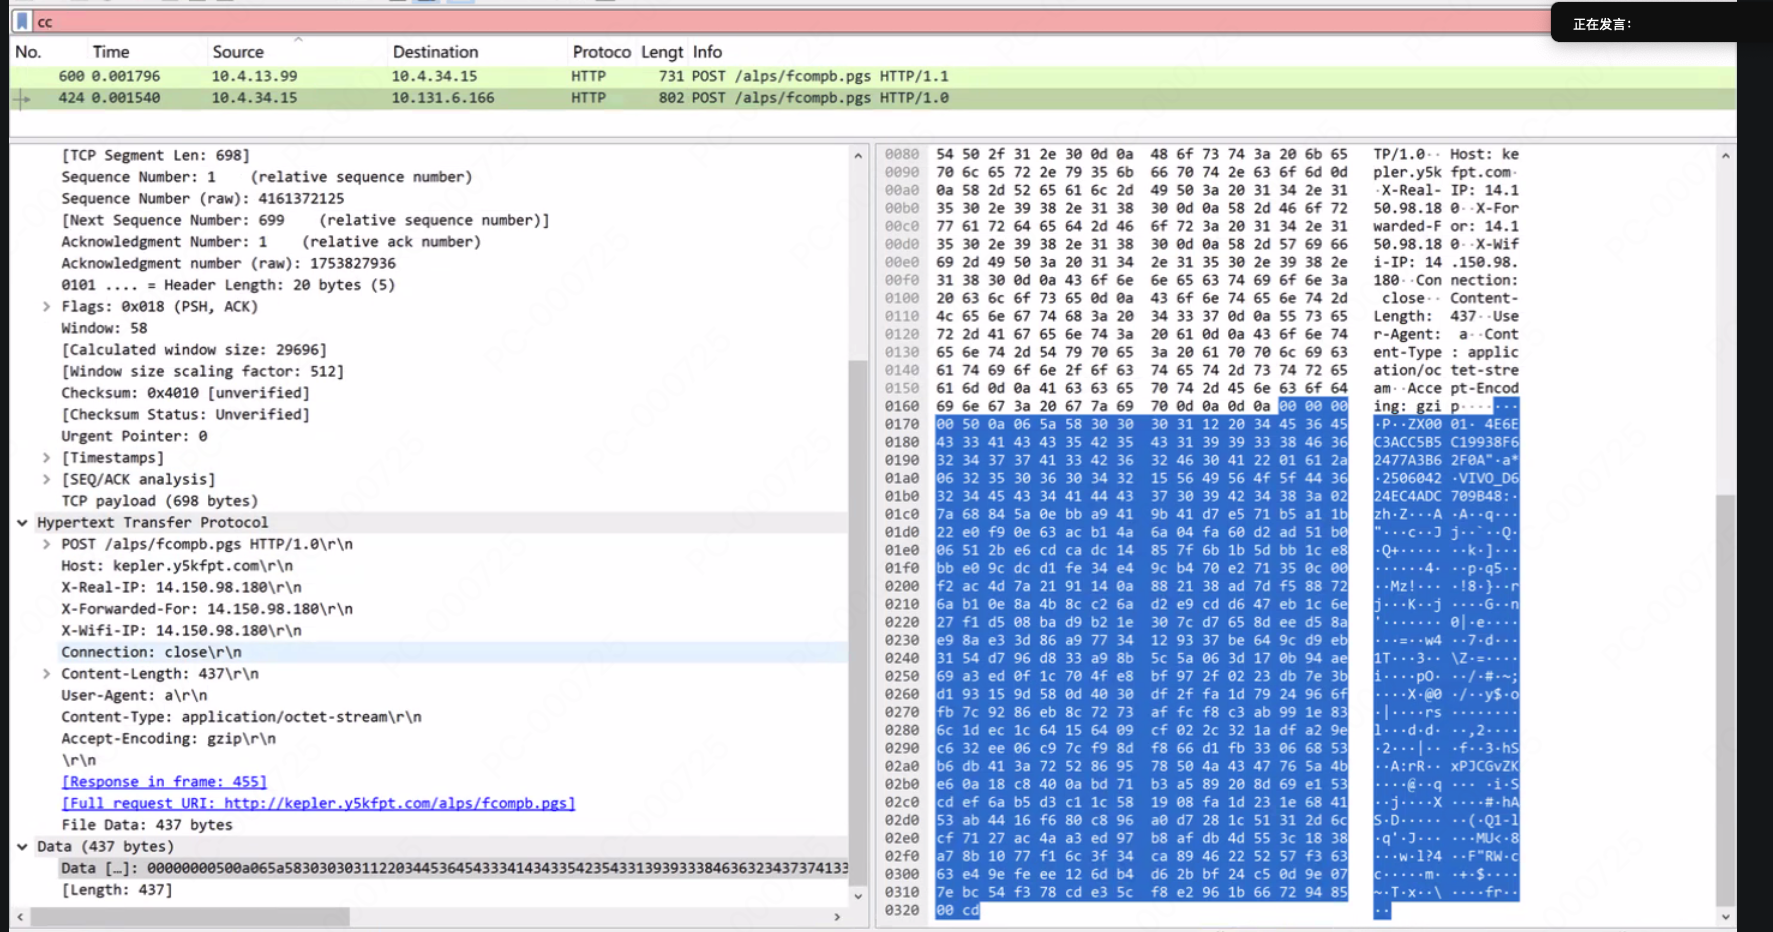 cc
正在发言:
No. Time Source Destination Protoco Lengt Info
600 0.001796 10.4.13.99 10.4.34.15 HTTP 731 POST /alps/fcompb.pgs HTTP/1.1
424 0.001540 10.4.34.15 10.131.6.166 HTTP 802 POST /alps/fcompb.pgs HTTP/1.0
[TCP Segment Len: 698]
Sequence Number: 1 (relative sequence number)
Sequence Number (raw): 4161372125
[Next Sequence Number: 699 (relative sequence number)]
Acknowledgment Number: 1 (relative ack number)
Acknowledgment number (raw): 1753827936
0101 .... = Header Length: 20 bytes (5)
Flags: 0x018 (PSH, ACK)
Window: 58
[Calculated window size: 29696]
[Window size scaling factor: 512]
Checksum: 0x4010 [unverified]
[Checksum Status: Unverified]
Urgent Pointer: 0
[Timestamps]
[SEQ/ACK analysis]
TCP payload (698 bytes)
Hypertext Transfer Protocol
POST /alps/fcompb.pgs HTTP/1.0\r\n
Host: kepler.y5kfpt.com\r\n
X-Real-IP: 14.150.98.180\r\n
X-Forwarded-For: 14.150.98.180\r\n
X-Wifi-IP: 14.150.98.180\r\n
Connection: close\r\n
Content-Length: 437\r\n
User-Agent: a\r\n
Content-Type: application/octet-stream\r\n
Accept-Encoding: gzip\r\n
\r\n
[Response in frame: 455]
[Full request URI: http://kepler.y5kfpt.com/alps/fcompb.pgs]
File Data: 437 bytes
Data (437 bytes)
Data […]: 00000000500a065a5830303031112203445364543334143433542354331393933384636323437374133
[Length: 437]
0080 54 50 2f 31 2e 30 0d 0a 48 6f 73 74 3a 20 6b 65 TP/1.0·· Host: ke
0090 70 6c 65 72 2e 79 35 6b 66 70 74 2e 63 6f 6d 0d pler.y5k fpt.com·
00a0 0a 58 2d 52 65 61 6c 2d 49 50 3a 20 31 34 2e 31 ·X-Real- IP: 14.1
00b0 35 30 2e 39 38 2e 31 38 30 0d 0a 58 2d 46 6f 72 50.98.18 0··X-For
00c0 77 61 72 64 65 64 2d 46 6f 72 3a 20 31 34 2e 31 warded-F or: 14.1
00d0 35 30 2e 39 38 2e 31 38 30 0d 0a 58 2d 57 69 66 50.98.18 0··X-Wif
00e0 69 2d 49 50 3a 20 31 34 2e 31 35 30 2e 39 38 2e i-IP: 14 .150.98.
00f0 31 38 30 0d 0a 43 6f 6e 6e 65 63 74 69 6f 6e 3a 180··Con nection:
0100 20 63 6c 6f 73 65 0d 0a 43 6f 6e 74 65 6e 74 2d close·· Content-
0110 4c 65 6e 67 74 68 3a 20 34 33 37 0d 0a 55 73 65 Length: 437··Use
0120 72 2d 41 67 65 6e 74 3a 20 61 0d 0a 43 6f 6e 74 r-Agent: a··Cont
0130 65 6e 74 2d 54 79 70 65 3a 20 61 70 70 6c 69 63 ent-Type : applic
0140 61 74 69 6f 6e 2f 6f 63 74 65 74 2d 73 74 72 65 ation/oc tet-stre
0150 61 6d 0d 0a 41 63 63 65 70 74 2d 45 6e 63 6f 64 am··Acce pt-Encod
0160 69 6e 67 3a 20 67 7a 69 70 0d 0a 0d 0a 00 00 00 ing: gzi p·······
0170 00 50 0a 06 5a 58 30 30 30 31 12 20 34 45 36 45 ·P··ZX00 01· 4E6E
0180 43 33 41 43 43 35 42 35 43 31 39 39 33 38 46 36 C3ACC5B5 C19938F6
0190 32 34 37 37 41 33 42 36 32 46 30 41 22 01 61 2a 2477A3B6 2F0A"·a*
01a0 06 32 35 30 36 30 34 32 15 56 49 56 4f 5f 44 36 ·2506042 ·VIVO_D6
01b0 32 34 45 43 34 41 44 43 37 30 39 42 34 38 3a 02 24EC4ADC 709B48:·
01c0 7a 68 84 5a 0e bb a9 41 9b 41 d7 e5 71 b5 a1 1b zh·Z···A ·A··q···
01d0 22 e0 f9 0e 63 ac b1 4a 6a 04 fa 60 d2 ad 51 b0 "···c··J j··`··Q·
01e0 06 51 2b e6 cd ca dc 14 85 7f 6b 1b 5d bb 1c e8 ·Q+····· ··k·]···
01f0 bb e0 9c dc d1 fe 34 e4 9c b4 70 e2 71 35 0c 00 ······4· ··p·q5··
0200 f2 ac 4d 7a 21 91 14 0a 88 21 38 ad 7d f5 88 72 ··Mz!··· ·!8·}··r
0210 6a b1 0e 8a 4b 8c c2 6a d2 e9 cd d6 47 eb 1c 6e j···K··j ····G··n
0220 27 f1 d5 08 ba d9 b2 1e 30 7c d7 65 8d ee d5 8a '······· 0|·e····
0230 e9 8a e3 3d 86 a9 77 34 12 93 37 be 64 9c d9 eb ···=··w4 ··7·d···
0240 31 54 d7 96 d8 33 a9 8b 5c 5a 06 3d 17 0b 94 ae 1T···3·· \Z·=····
0250 69 a3 ed 0f 1c 70 4f e8 bf 97 2f 02 23 db 7e 3b i····pO· ··/·#·~;
0260 d1 93 15 9d 58 0d 40 30 df 2f fa 1d 79 24 96 6f ····X·@0 ·/··y$·o
0270 fb 7c 92 86 eb 8c 72 73 af fc f8 c3 ab 99 1e 83 ·|····rs ········
0280 6c 1d ec 1c 64 15 64 09 cf 02 2c 32 1a df a2 9e l···d·d· ··,2····
0290 c6 32 ee 06 c9 7c f9 8d f8 66 d1 fb 33 06 68 53 ·2···|·· ·f··3·hS
02a0 b6 db 41 3a 72 52 86 95 78 50 4a 43 47 76 5a 4b ··A:rR·· xPJCGvZK
02b0 e6 0a 18 c8 40 0a bd 71 b3 a5 89 20 8d 69 e1 53 ····@··q ··· ·i·S
02c0 cd ef 6a b5 d3 c1 1c 58 19 08 fa 1d 23 1e 68 41 ··j····X ····#·hA
02d0 53 ab 44 16 f6 80 c8 96 a0 d7 28 1c 51 31 2d 6c S·D····· ··(·Q1-l
02e0 cf 71 27 ac 4a a3 ed 97 b8 af db 4d 55 3c 18 38 ·q'·J··· ···MU<·8
02f0 a7 8b 10 77 f1 6c 3f 34 ca 89 46 22 52 57 f3 63 ···w·l?4 ··F"RW·c
0300 63 e4 9e fe ee 12 6d b4 d6 2b bf 24 c5 0d 9e 07 c·····m· ·+·$····
0310 7e bc 54 f3 78 cd e3 5c f8 e2 96 1b 66 72 94 85 ~·T·x··\ ····fr··
0320 00 cd ··